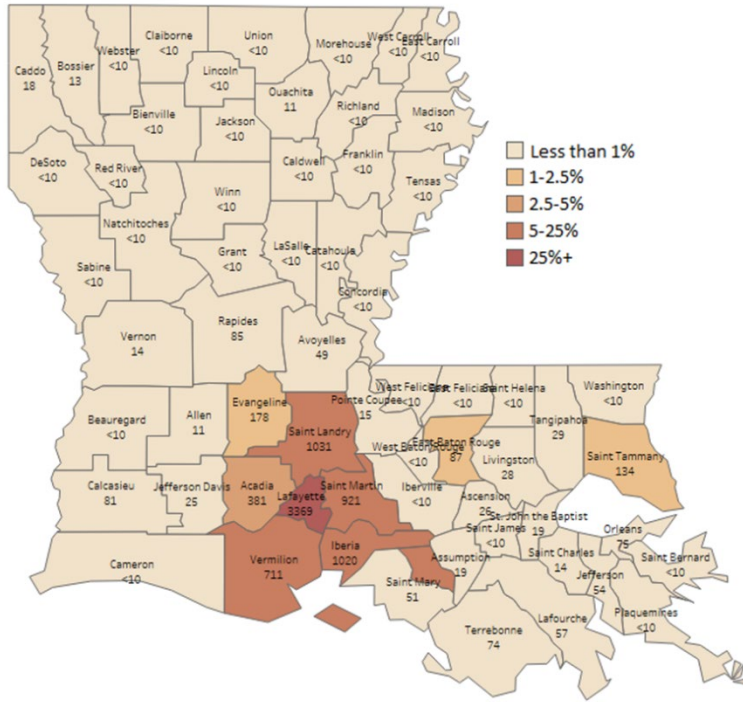 Claiborne
<10
Union
<10
Morehouse
<10
West Carroll
<10
East Carroll
<10
Webster
<10
Bossier
13
Caddo
18
Lincoln
<10
Ouachita
11
Richland
<10
Madison
<10
Bienville
<10
Jackson
<10
Less than 1%
1-2.5%
2.5-5%
5-25%
25%+
DeSoto
<10
Red River
<10
Caldwell
<10
Franklin
<10
Tensas
<10
Winn
<10
Natchitoches
<10
Grant
<10
LaSalle
<10
Catahoula
<10
Sabine
<10
Concordia
<10
Vernon
14
Rapides
85
Avoyelles
49
Beauregard
<10
Allen
11
Evangeline
178
Saint Landry
1031
Pointe Coupee
15
West Feliciana
<10
East Feliciana
<10
Saint Helena
<10
Washington
<10
Tangipahoa
29
West Baton Rouge
<10
East Baton Rouge
87
Livingston
28
Saint Tammany
134
Calcasieu
81
Jefferson Davis
25
Acadia
381
Lafayette
3369
Saint Martin
921
Iberville
<10
Ascension
26
St. John the Baptist
19
Saint James
<10
Orleans
75
Cameron
<10
Vermilion
711
Iberia
1020
Saint Mary
51
Assumption
19
Saint Charles
14
Jefferson
54
Saint Bernard
<10
Plaquemines
<10
Terrebonne
74
Lafourche
57